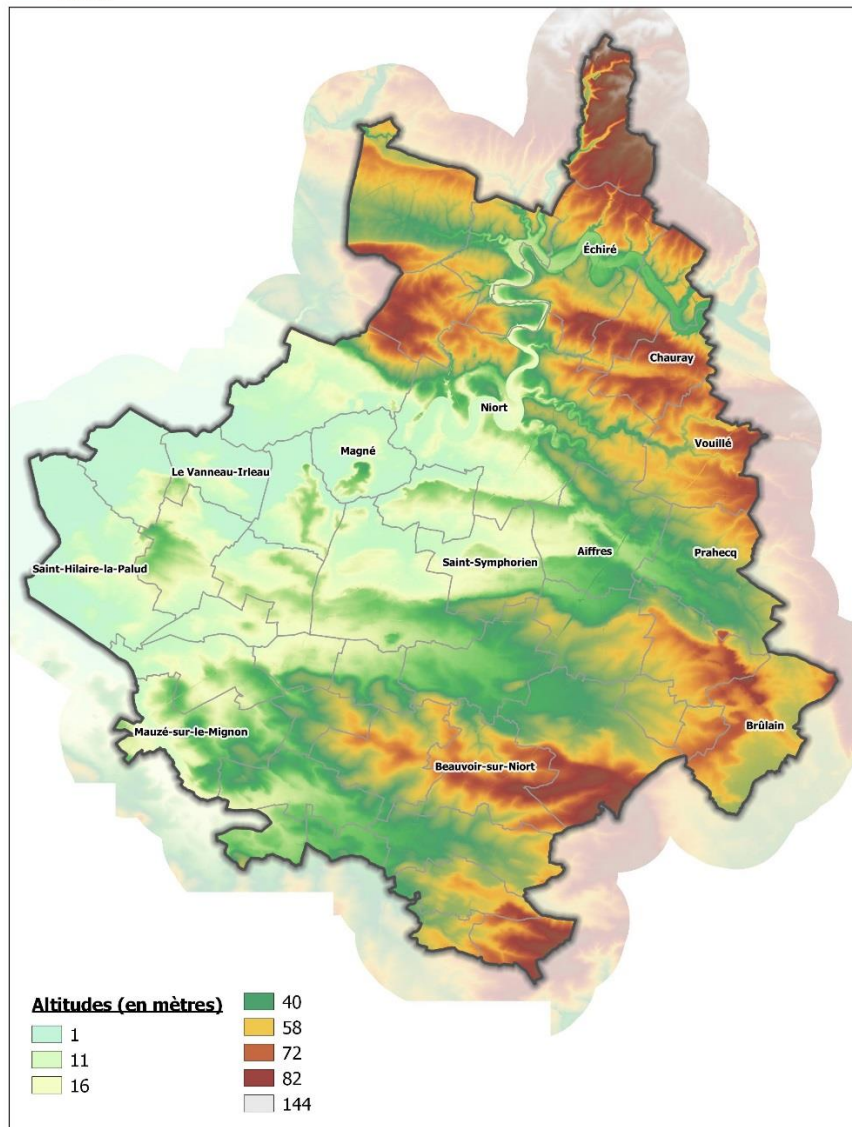 Échiré
Chauray
Niort
Vouillé
Magné
Le Vanneau-Irleau
Prahecq
Aiffres
Saint-Symphorien
Saint-Hilaire-la-Palud
Brûlain
Mauzé-sur-le-Mignon
Beauvoir-sur-Niort
Altitudes (en mètres)
1
11
16
40
58
72
82
144